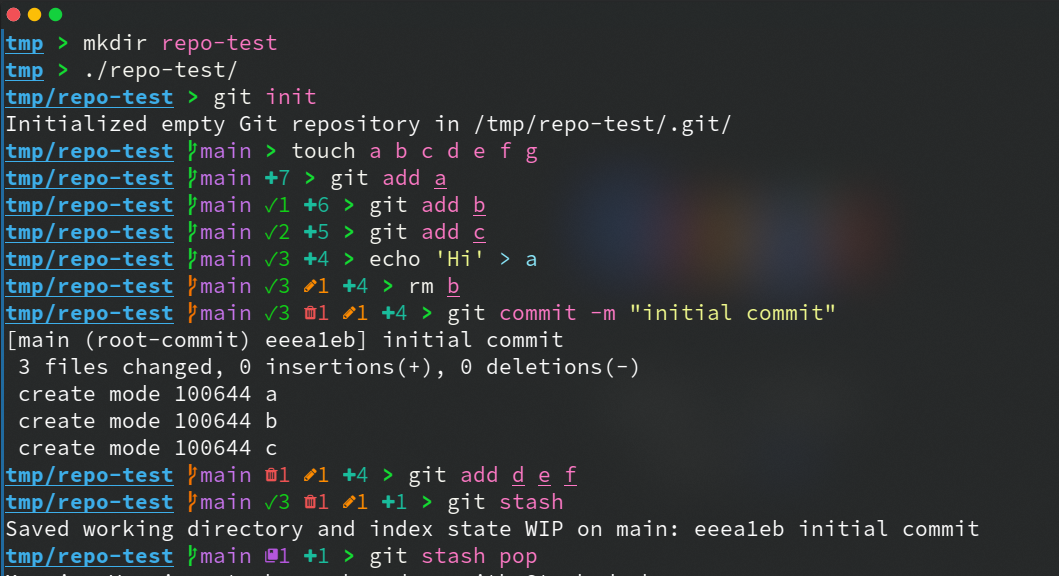 tmp > mkdir repo-test
tmp > ./repo-test/
tmp/repo-test > git init
Initialized empty Git repository in /tmp/repo-test/.git/
tmp/repo-test main > touch a b c d e f g
tmp/repo-test main +7 > git add a
tmp/repo-test main ✓1 +6 > git add b
tmp/repo-test main ✓2 +5 > git add c
tmp/repo-test main ✓3 +4 > echo 'Hi' > a
tmp/repo-test main ✓3 1 +4 > rm b
tmp/repo-test main ✓3 1 1 +4 > git commit -m "initial commit"
[main (root-commit) eeea1eb] initial commit
3 files changed, 0 insertions(+), 0 deletions(-)
create mode 100644 a
create mode 100644 b
create mode 100644 c
tmp/repo-test main 1 1 +4 > git add d e f
tmp/repo-test main ✓3 1 1 +1 > git stash
Saved working directory and index state WIP on main: eeea1eb initial commit
tmp/repo-test main 1 +1 > git stash pop